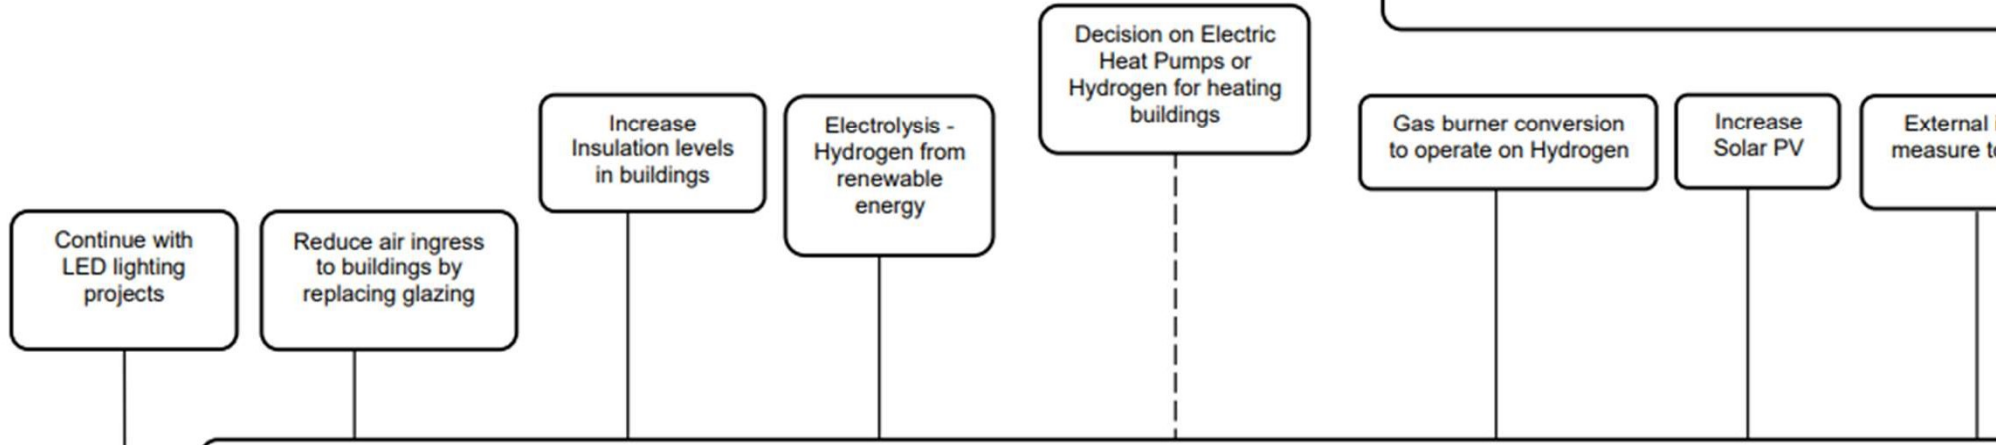 Decision on Electric
Heat Pumps or
Hydrogen for heating
buildings
Increase
Insulation levels
in buildings
Electrolysis -
Hydrogen from
renewable
energy
Gas burner conversion
to operate on Hydrogen
Increase
Solar PV
External
measure
Continue with
LED lighting
projects
Reduce air ingress
to buildings by
replacing glazing